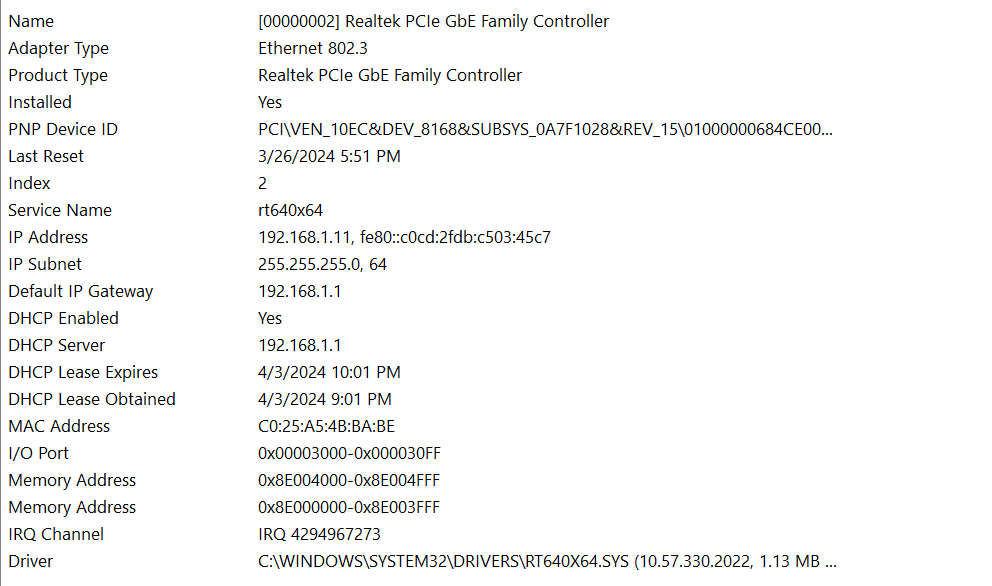 Name [00000002] Realtek PCIe GbE Family Controller
Adapter Type Ethernet 802.3
Product Type Realtek PCIe GbE Family Controller
Installed Yes
PNP Device ID PCI\VEN_10EC&DEV_8168&SUBSYS_0A7F1028&REV_15\01000000684CE00...
Last Reset 3/26/2024 5:51 PM
Index 2
Service Name rt640x64
IP Address 192.168.1.11, fe80::c0cd:2fdb:c503:45c7
IP Subnet 255.255.255.0, 64
Default IP Gateway 192.168.1.1
DHCP Enabled Yes
DHCP Server 192.168.1.1
DHCP Lease Expires 4/3/2024 10:01 PM
DHCP Lease Obtained 4/3/2024 9:01 PM
MAC Address C0:25:A5:4B:BA:BE
I/O Port 0x00003000-0x000030FF
Memory Address 0x8E004000-0x8E004FFF
Memory Address 0x8E000000-0x8E003FFF
IRQ Channel IRQ 4294967273
Driver C:\WINDOWS\SYSTEM32\DRIVERS\RT640X64.SYS (10.57.330.2022, 1.13 MB ...